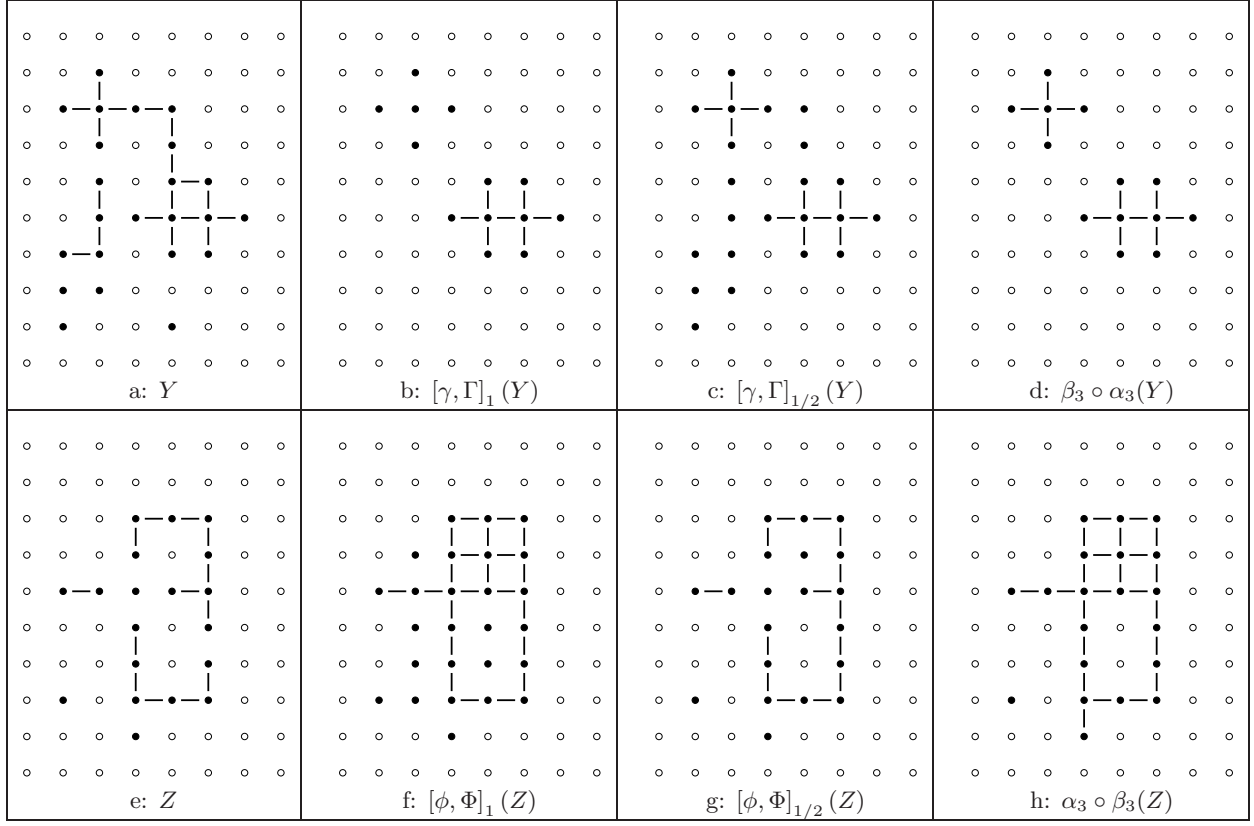 a: Y
b: [γ, Γ]₁ (Y)
c: [γ, Γ]₁/₂ (Y)
d: β₃ ∘ α₃(Y)
e: Z
f: [ϕ, Φ]₁ (Z)
g: [ϕ, Φ]₁/₂ (Z)
h: α₃ ∘ β₃(Z)